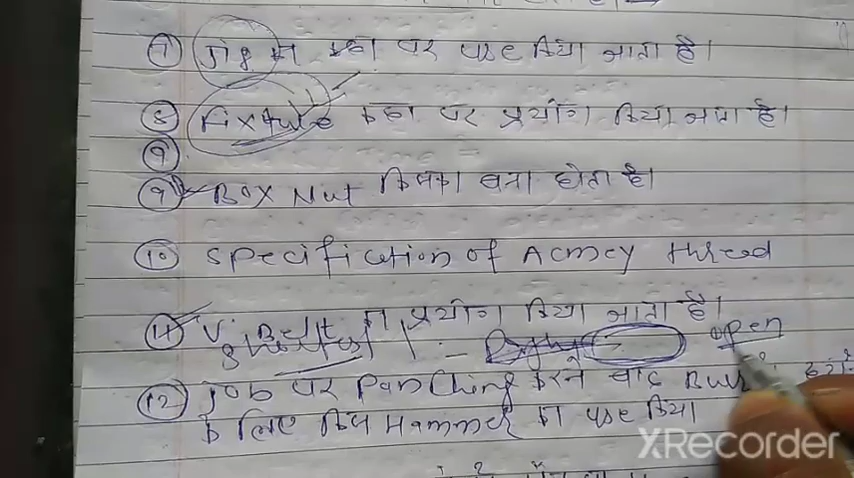 7 Jig का कहा पर use किया जाता है।
8 Fixture कहा पर प्रयोग किया जाता है।
9
9 Box Nut किसका बना होता है।
10 Specification of Acmey thread
11 V. Belt का प्रयोग किया जाता है।
open
12 Job पर Panching करने बाद
के लिए किस Hammer का use किया
XRecorder